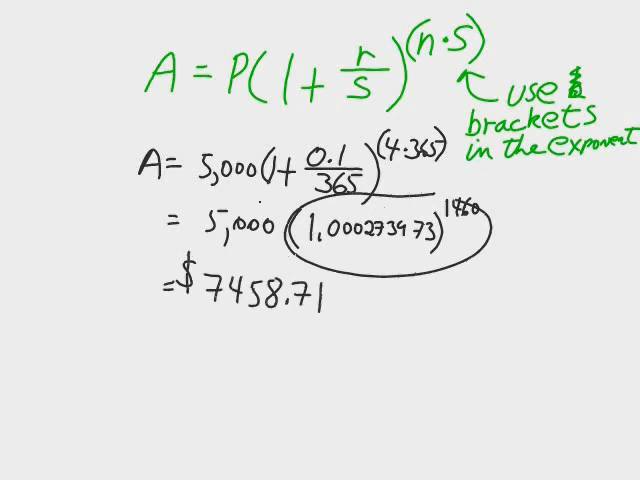 A = P(1 + r/s)^(n·s)
use
brackets
in the exponent
A = 5,000(1 + 0.1/365)^(4·365)
= 5,000 (1.000273973)^1460
= $7458.71